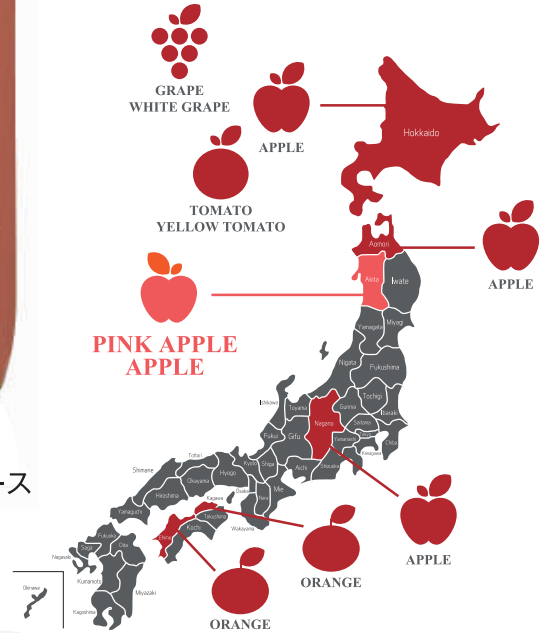 GRAPE
WHITE GRAPE
APPLE
Hokkaido
TOMATO
YELLOW TOMATO
Aomori
APPLE
Akita
Iwate
PINK APPLE
APPLE
Yamagata
Miyagi
Nigata
Fukushima
Ishikawa
Toyama
Tochigi
Gunma
Ibaraki
Nagano
Saitama
Fukui
Gifu
Yamanashi
Chiba
Kanagawa
Tottori
Kyoto
Shiga
Aichi
Shizuoka
Shimane
Hyogo
Okayama
Mie
ース
Hiroshima
Osaka
Nara
Kagawa
Yamaguchi
Tokushima
Wakayama
Ehime
Kochi
Fukuoka
Saga
Oita
Nagasaki
APPLE
Kumamoto
ORANGE
Okinawa
Miyazaki
Kagoshima
ORANGE